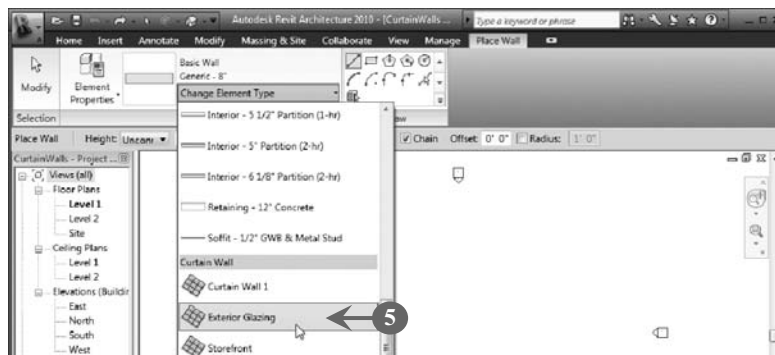 Autodesk Revit Architecture 2010 - [CurtainWalls ...
Type a keyword or phrase
Home Insert Annotate Modify Massing & Site Collaborate View Manage Place Wall
Modify
Element
Properties
Basic Wall
Generic - 8"
Change Element Type
Selection
Place Wall Height: Uncon Chain Offset: 0' 0" Radius: 1' 0"
CurtainWalls - Project ...
Views (all)
Floor Plans
Level 1
Level 2
Site
Ceiling Plans
Level 1
Level 2
Elevations (Buildir
East
North
South
West
Interior - 5 1/2" Partition (1-hr)
Interior - 5" Partition (2-hr)
Interior - 6 1/8" Partition (2-hr)
Retaining - 12" Concrete
Soffit - 1/2" GWB & Metal Stud
Curtain Wall
Curtain Wall 1
Exterior Glazing
5
Storefront